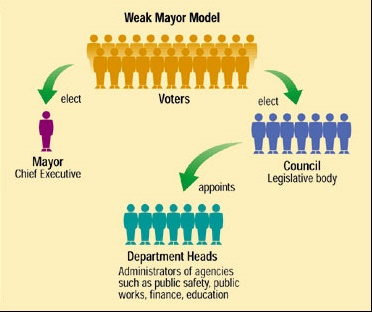 Weak Mayor Model
elect
Voters
elect
Mayor
Chief Executive
Council
Legislative body
appoints
Department Heads
Administrators of agencies
such as public safety, public
works, finance, education